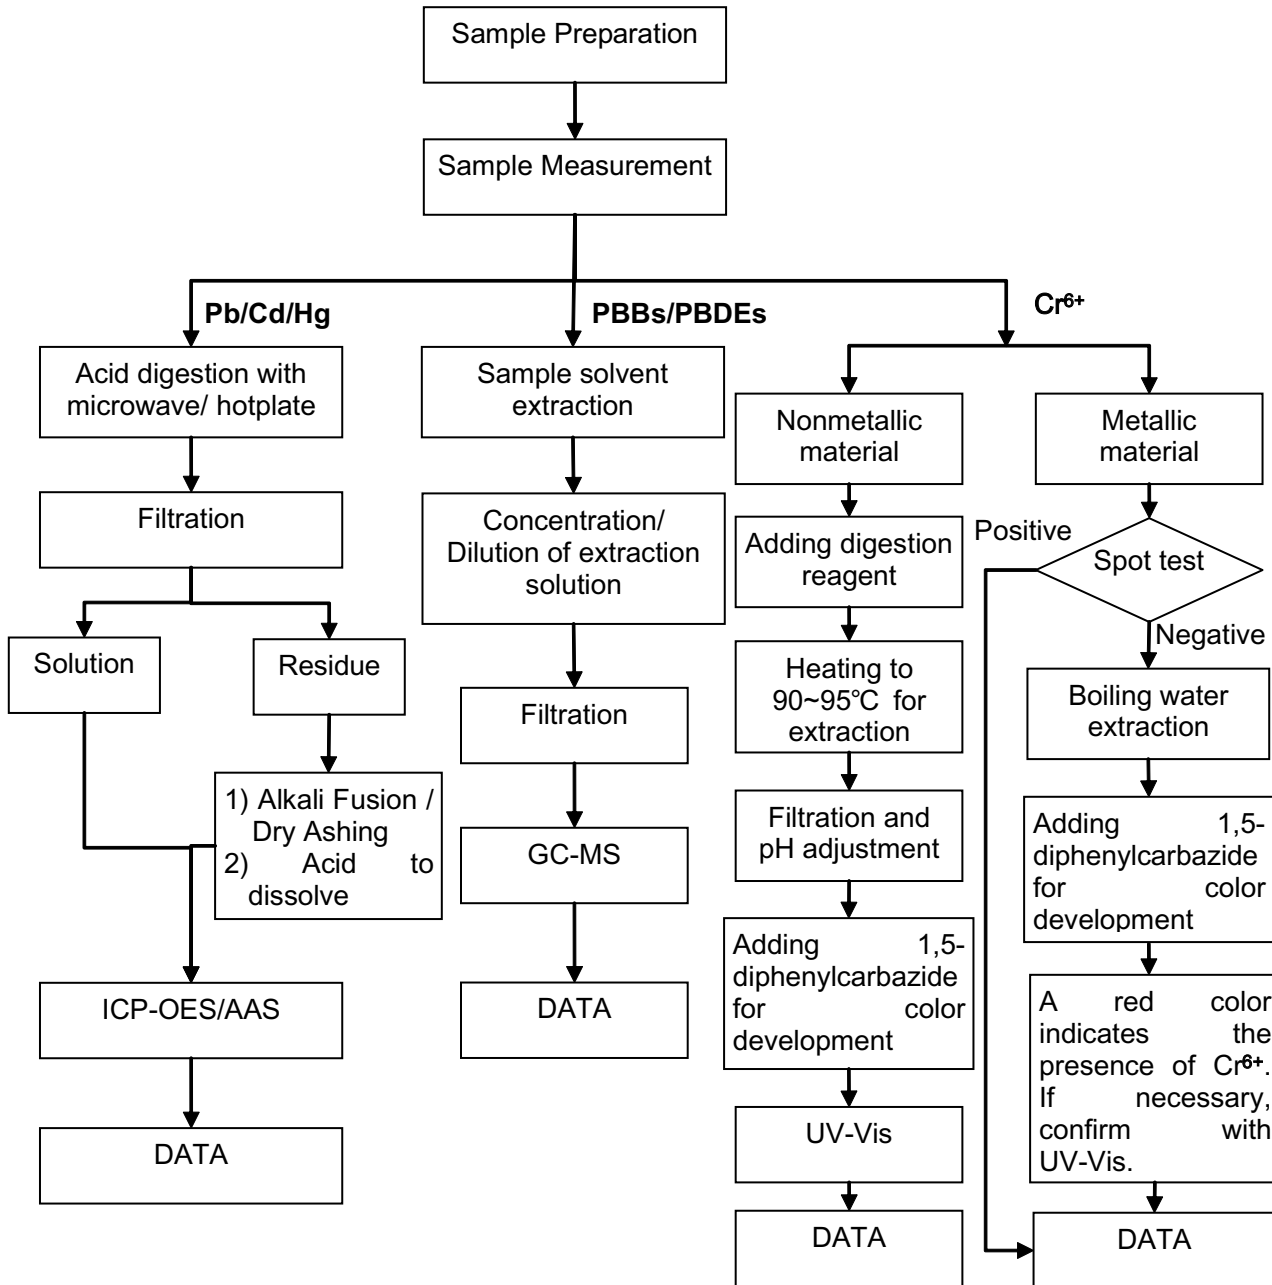 Sample Preparation
Sample Measurement
Pb/Cd/Hg
PBBs/PBDEs
Cr⁶⁺
Acid digestion with
microwave/ hotplate
Filtration
Solution
Residue
1) Alkali Fusion /
Dry Ashing
2) Acid to
dissolve
ICP-OES/AAS
DATA
Sample solvent
extraction
Concentration/
Dilution of extraction
solution
Filtration
GC-MS
DATA
Nonmetallic
material
Adding digestion
reagent
Heating to
90~95℃ for
extraction
Filtration and
pH adjustment
Adding 1,5-
diphenylcarbazide
for color
development
UV-Vis
DATA
Metallic
material
Positive
Spot test
Negative
Boiling water
extraction
Adding 1,5-
diphenylcarbazide
for color
development
A red color
indicates the
presence of Cr⁶⁺.
If necessary,
confirm with
UV-Vis.
DATA